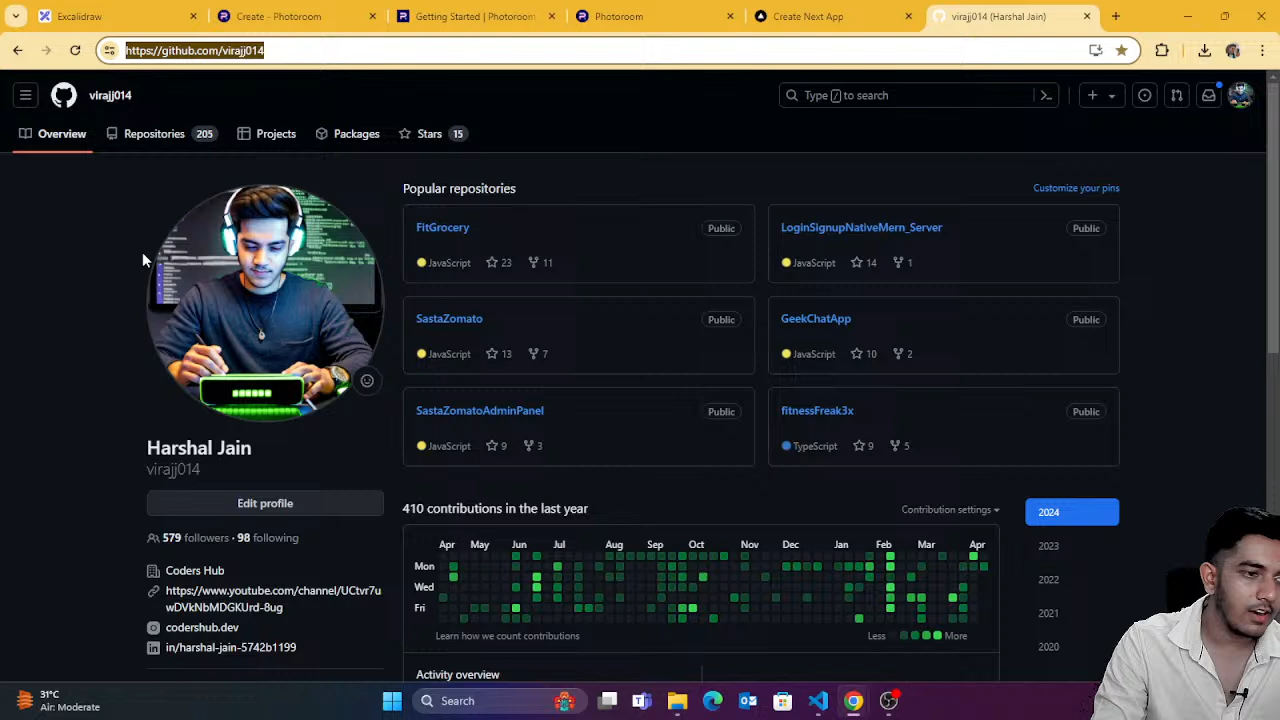 Excalidraw
Create - Photoroom
Getting Started | Photoroom
Photoroom
Create Next App
virajj014 (Harshal Jain)
https://github.com/virajj014
virajj014
Type / to search
Overview
Repositories 205
Projects
Packages
Stars 15
Popular repositories
Customize your pins
FitGrocery
Public
JavaScript 23 11
LoginSignupNativeMern_Server
Public
JavaScript 14 1
SastaZomato
Public
JavaScript 13 7
GeekChatApp
Public
JavaScript 10 2
SastaZomatoAdminPanel
Public
JavaScript 9 3
fitnessFreak3x
Public
TypeScript 9 5
Harshal Jain
virajj014
Edit profile
579 followers · 98 following
Coders Hub
https://www.youtube.com/channel/UCtvr7u
wDVkNbMDGKUrd-8ug
codershub.dev
in/harshal-jain-5742b1199
410 contributions in the last year
Contribution settings
2024
2023
2022
2021
2020
Apr May Jun Jul Aug Sep Oct Nov Dec Jan Feb Mar Apr
Mon
Wed
Fri
Learn how we count contributions
Less
More
Activity overview
31°C
Air: Moderate
Search